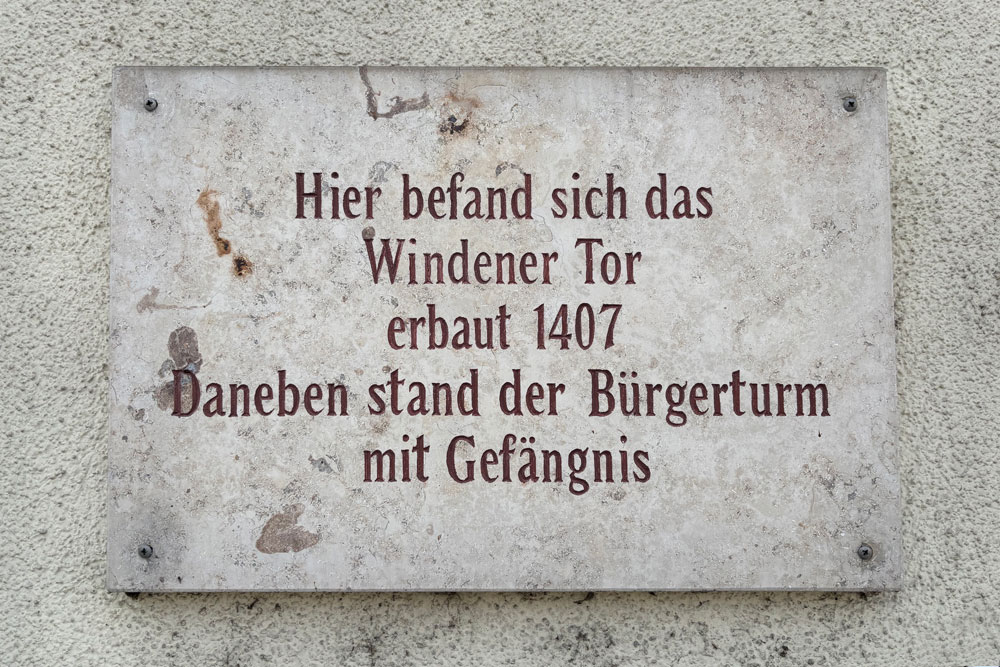 Hier befand sich das
Windener Tor
erbaut 1407
Daneben stand der Bürgerturm
mit Gefängnis